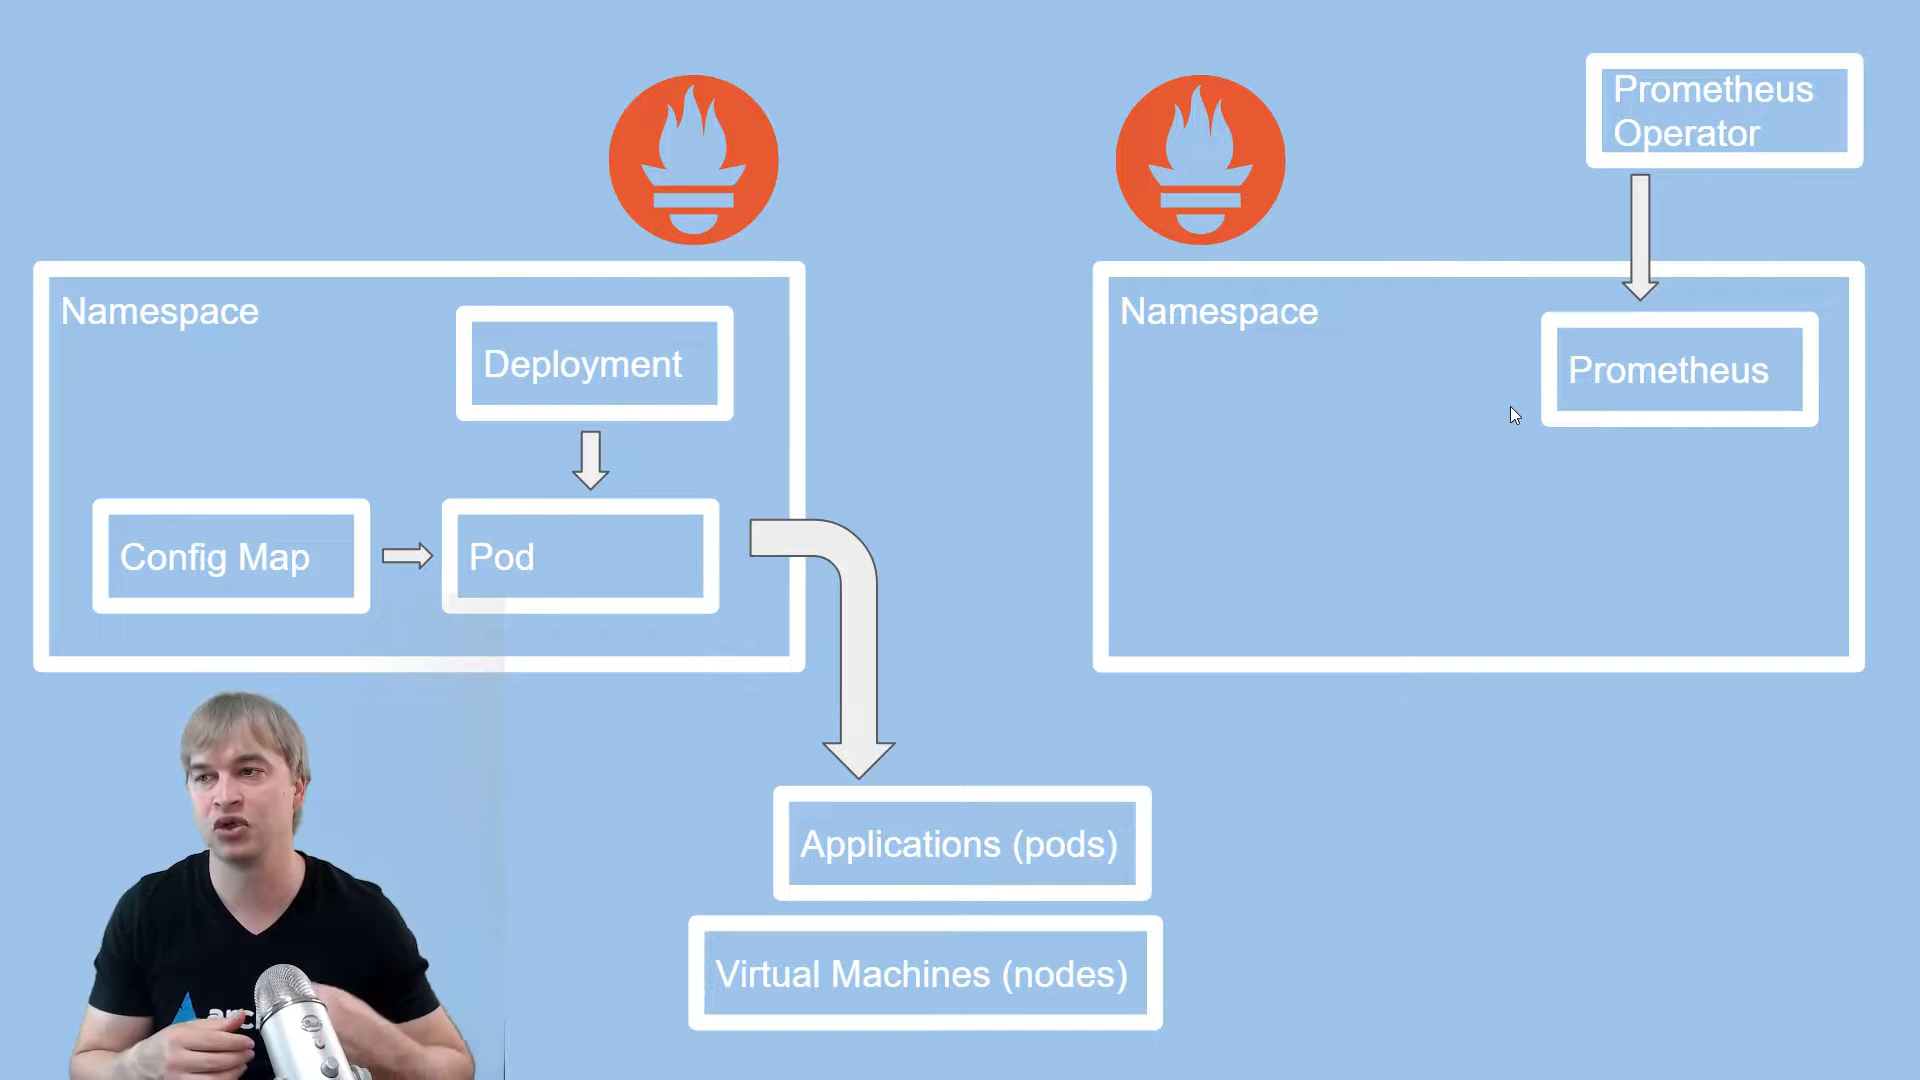 Prometheus
Operator
Namespace
Deployment
Config Map
Pod
Namespace
Prometheus
Applications (pods)
Virtual Machines (nodes)